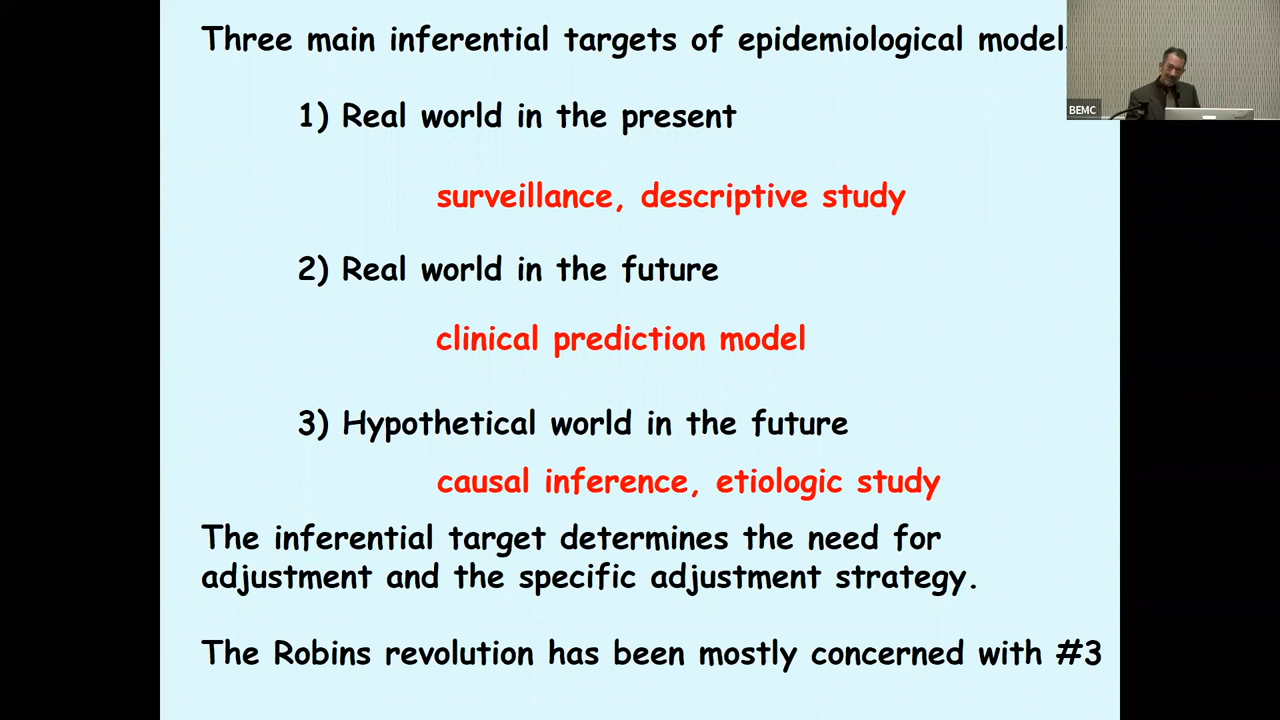 Three main inferential targets of epidemiological model
1) Real world in the present
BEMC
surveillance, descriptive study
2) Real world in the future
clinical prediction model
3) Hypothetical world in the future
causal inference, etiologic study
The inferential target determines the need for
adjustment and the specific adjustment strategy.
The Robins revolution has been mostly concerned with #3